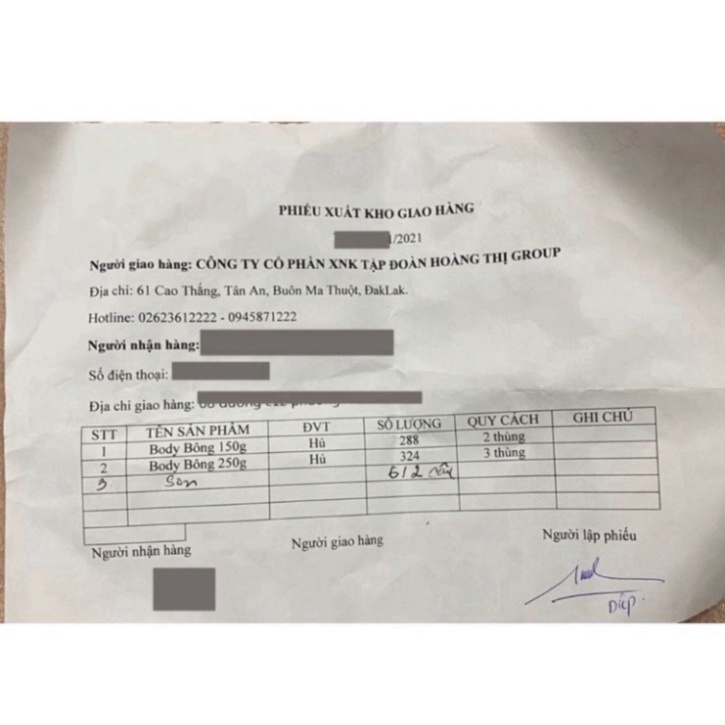 PHIẾU XUẤT KHO GIAO HÀNG
/2021
Người giao hàng: CÔNG TY CỔ PHẦN XNK TẬP ĐOÀN HOÀNG THỊ GROUP
Địa chỉ: 61 Cao Thắng, Tân An, Buôn Ma Thuột, ĐakLak.
Hotline: 02623612222 - 0945871222
Người nhận hàng:
Số điện thoại:
Địa chỉ giao hàng:
STT TÊN SẢN PHẨM ĐVT SỐ LƯỢNG QUY CÁCH GHI CHÚ
1 Body Bông 150g Hủ 288 2 thùng
2 Body Bông 250g Hủ 324 3 thùng
3 Son 612 cây
Người nhận hàng Người giao hàng Người lập phiếu
Diệp.